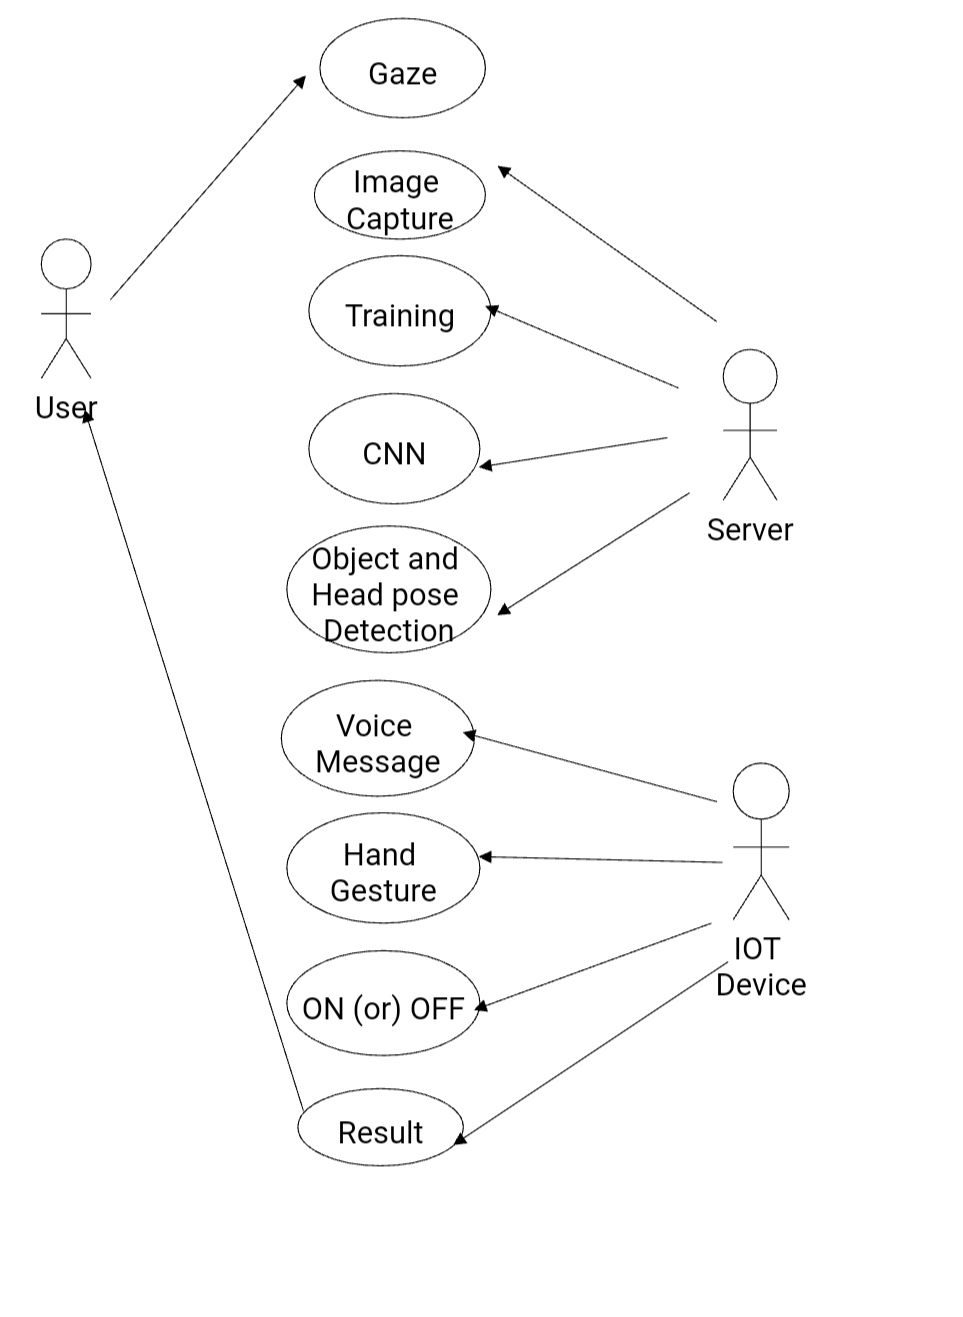 Gaze
Image
Capture
Training
User
CNN
Server
Object and
Head pose
Detection
Voice
Message
Hand
Gesture
IOT
Device
ON (or) OFF
Result